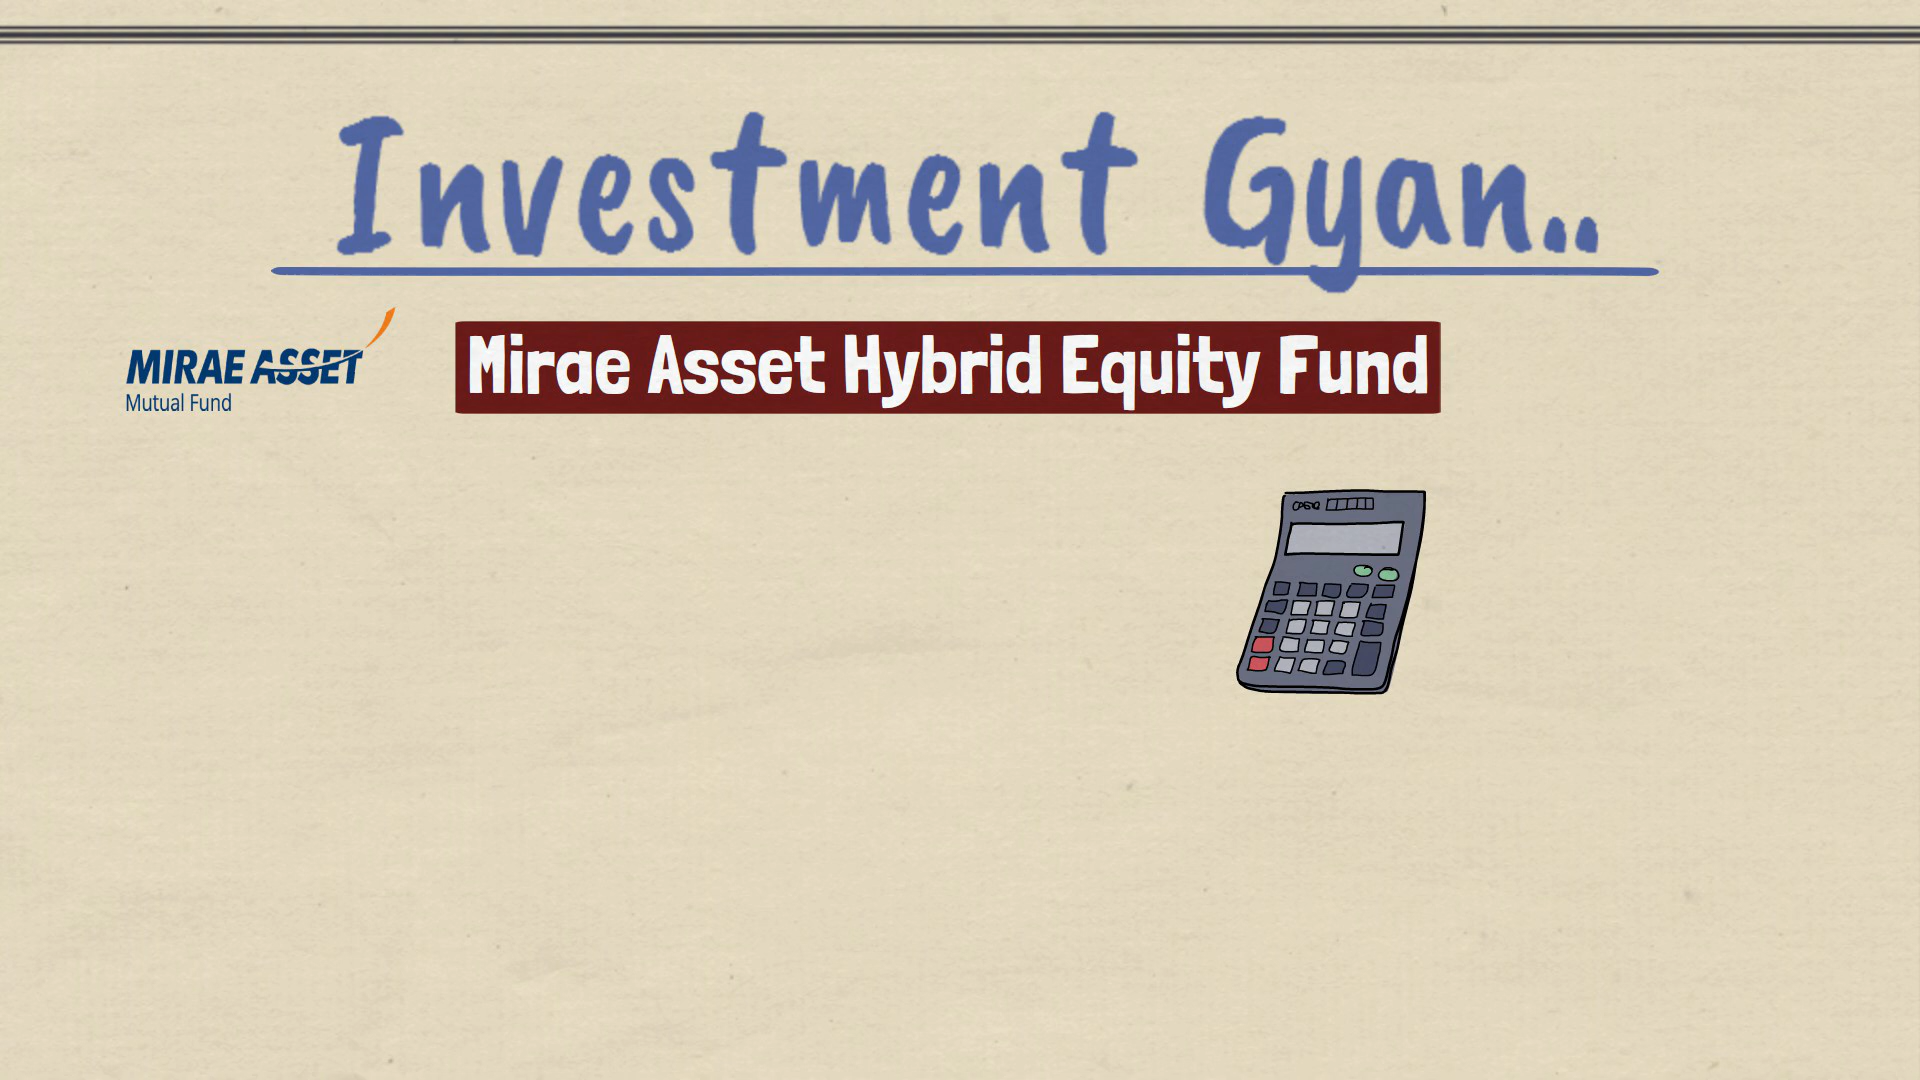 Investment Gyan..
MIRAE ASSET
Mutual Fund
Mirae Asset Hybrid Equity Fund